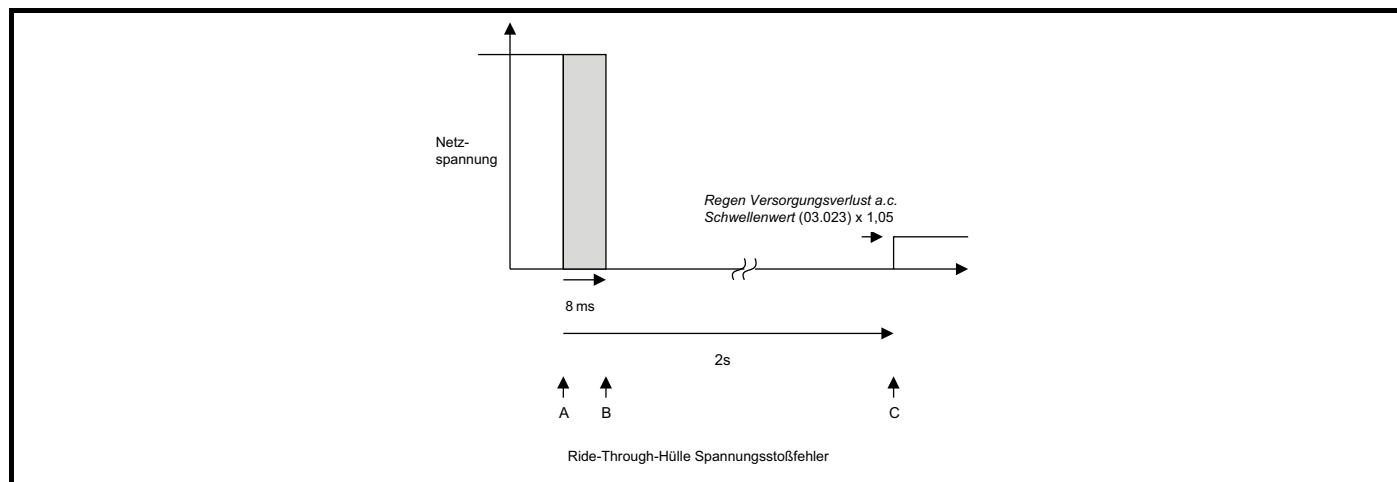 Netz-
spannung
Regen Versorgungsverlust a.c.
Schwellenwert (03.023) x 1,05
8 ms
2s
A
B
C
Ride-Through-Hülle Spannungsstoßfehler